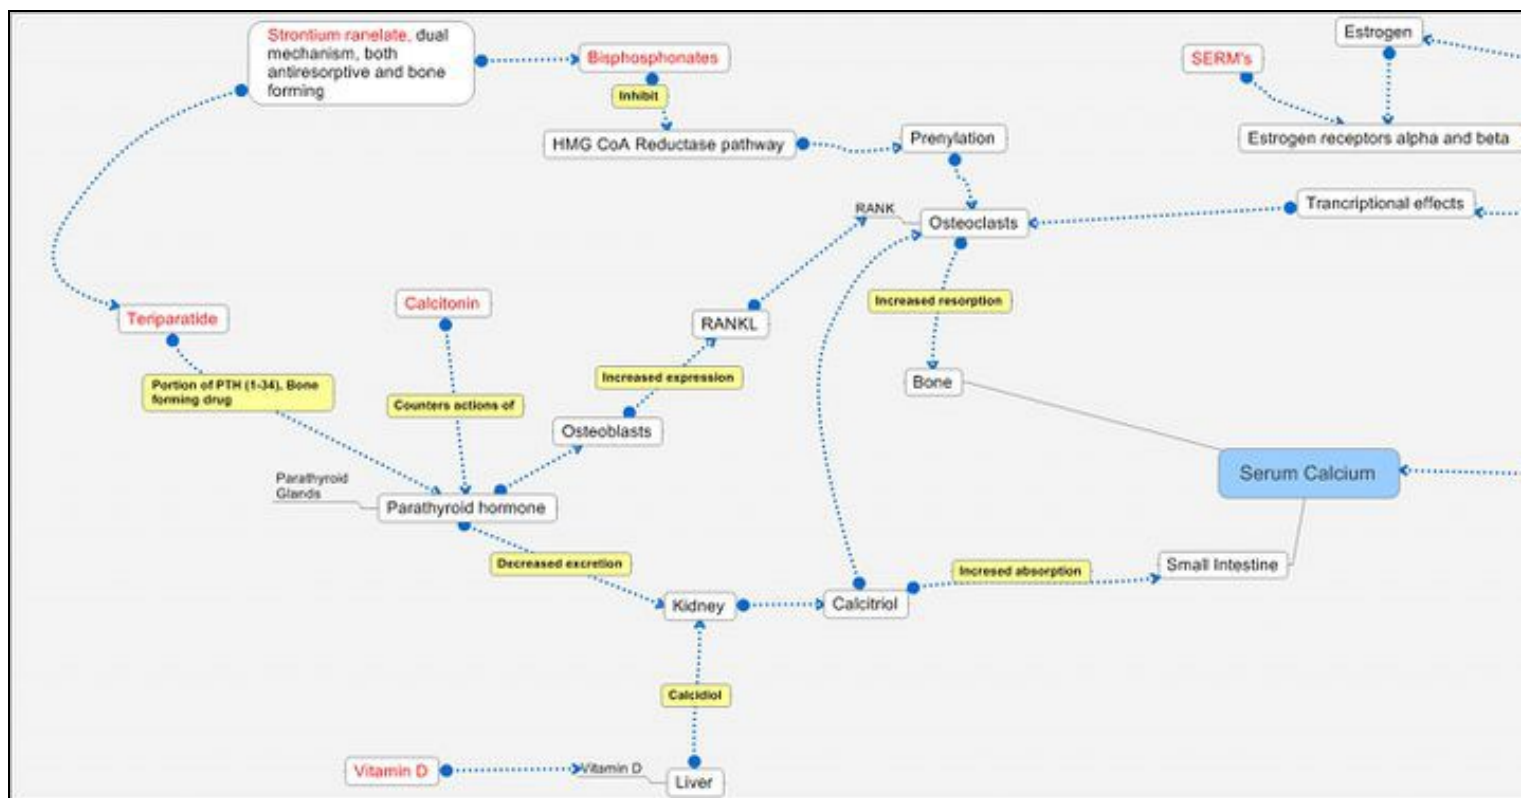 Strontium ranelate, dual
mechanism, both
antiresorptive and bone
forming
Bisphosphonates
Inhibit
HMG CoA Reductase pathway
Prenylation
SERM's
Estrogen
Estrogen receptors alpha and beta
RANK
Osteoclasts
Trancriptional effects
Increased resorption
Bone
Teriparatide
Calcitonin
RANKL
Portion of PTH (1-34), Bone
forming drug
Counters actions of
Increased expression
Osteoblasts
Parathyroid
Glands
Parathyroid hormone
Serum Calcium
Decreased excretion
Incresed absorption
Small Intestine
Kidney
Calcitriol
Calcidiol
Vitamin D
Vitamin D
Liver